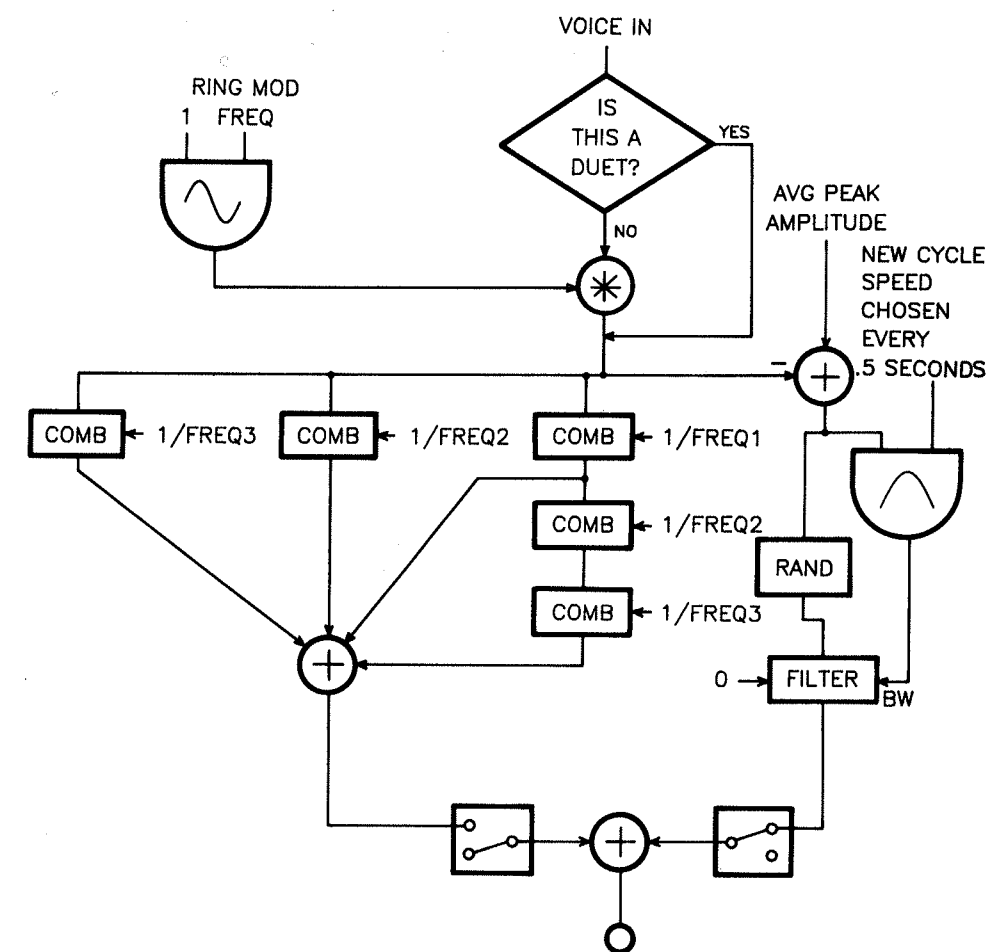 VOICE IN
RING MOD
1 FREQ
IS
THIS A
DUET?
YES
NO
AVG PEAK
AMPLITUDE
NEW CYCLE
SPEED
CHOSEN
EVERY
.5 SECONDS
−
COMB
1/FREQ3
COMB
1/FREQ2
COMB
1/FREQ1
COMB
1/FREQ2
COMB
1/FREQ3
RAND
0
FILTER
BW